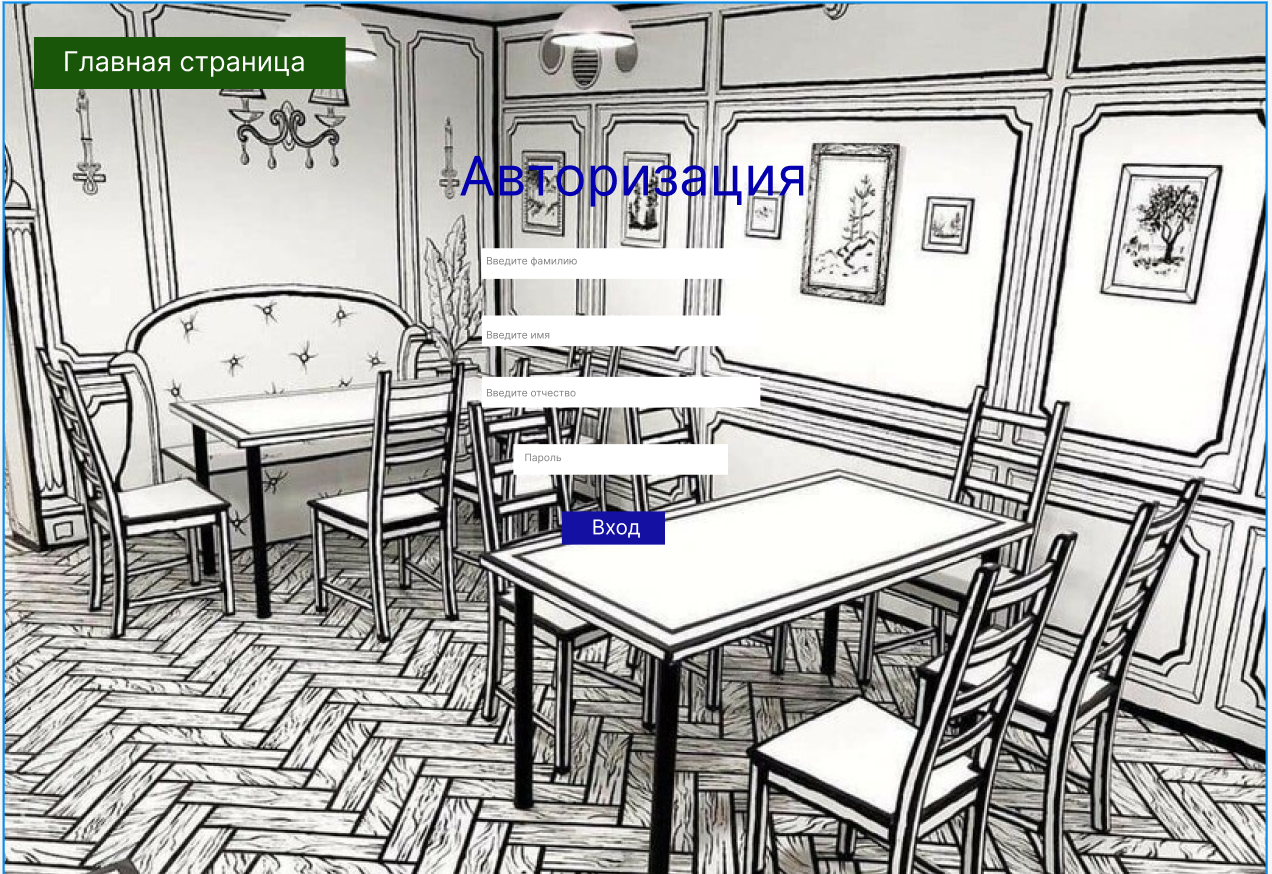 Главная страница
Авторизация
Введите фамилию
Введите имя
Введите отчество
Пароль
Вход